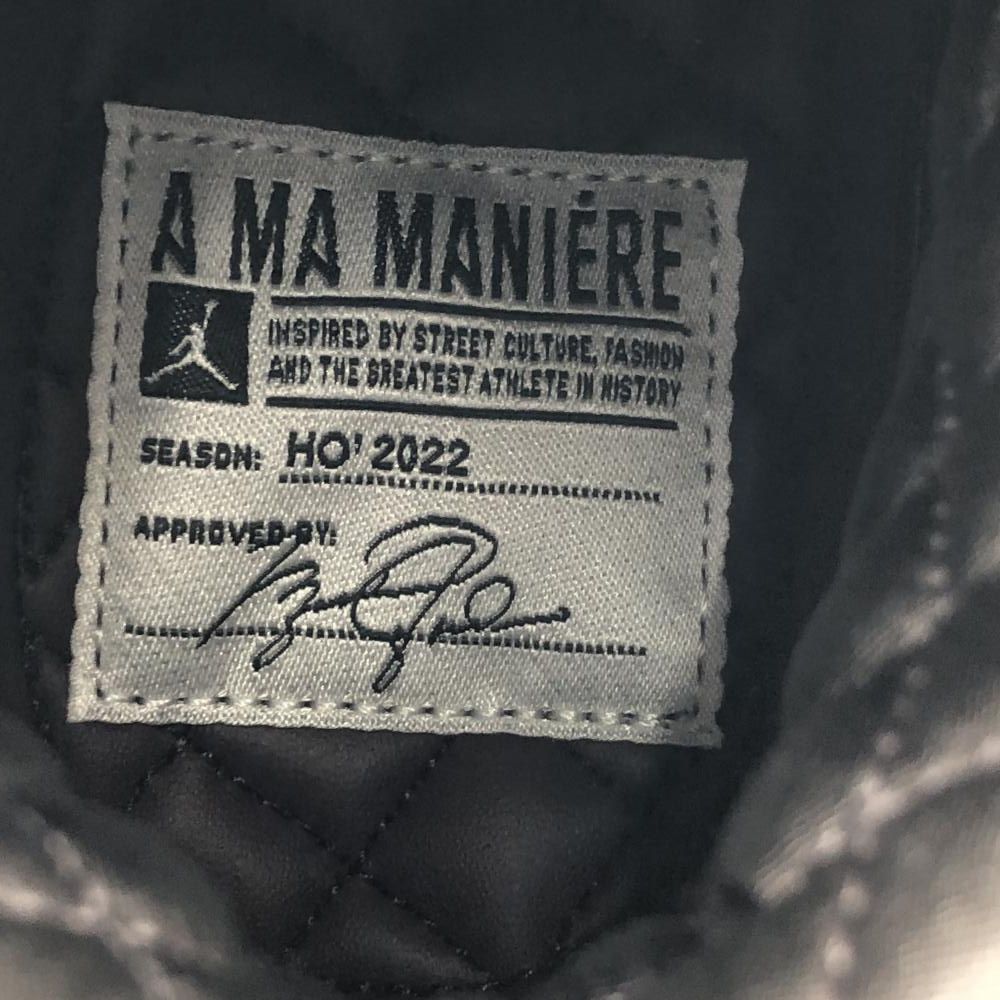 A MA MANIÉRE
INSPIRED BY STREET CULTURE, FASHION
AND THE GREATEST ATHLETE IN HISTORY
SEASON: HO' 2022
APPROVED BY: